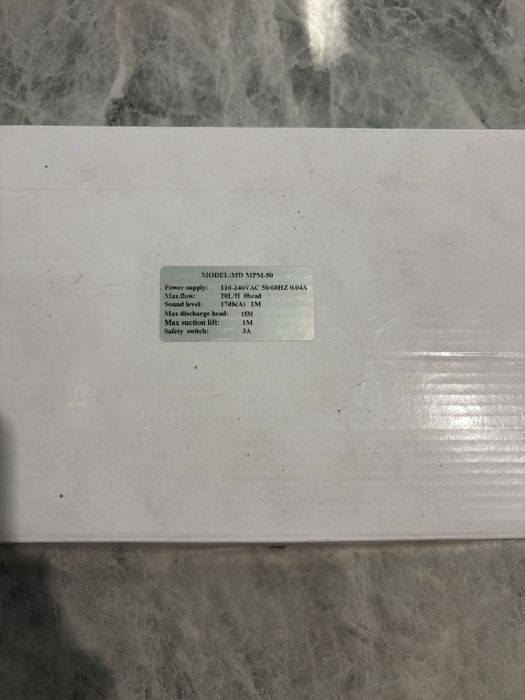 MODEL:MD MPM-50
Power supply: 110-240VAC 50/60HZ 0.04A
Max.flow: 20L/H 0head
Sound level: 17db(A) 1M
Max discharge head: 15M
Max suction lift: 1M
Safety switch: 3A